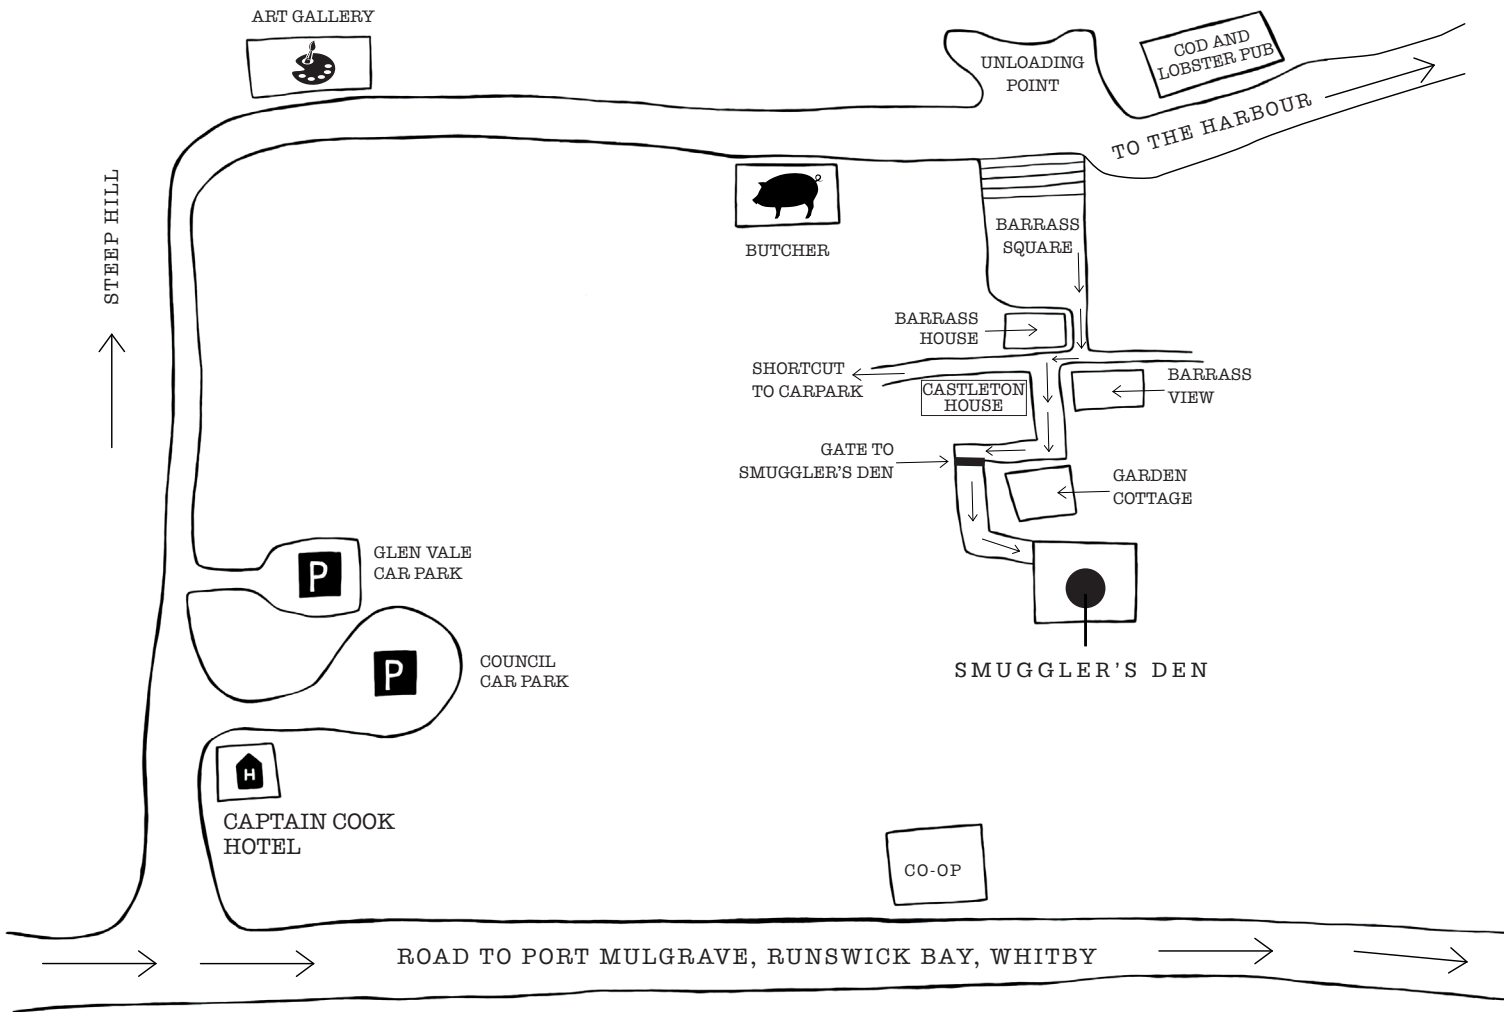 ART GALLERY
UNLOADING
POINT
COD AND
LOBSTER PUB
TO THE HARBOUR
STEEP HILL
BUTCHER
BARRASS
SQUARE
BARRASS
HOUSE
SHORTCUT
TO CARPARK
CASTLETON
HOUSE
BARRASS
VIEW
GATE TO
SMUGGLER'S DEN
GARDEN
COTTAGE
P
GLEN VALE
CAR PARK
P
COUNCIL
CAR PARK
SMUGGLER'S DEN
H
CAPTAIN COOK
HOTEL
CO-OP
ROAD TO PORT MULGRAVE, RUNSWICK BAY, WHITBY